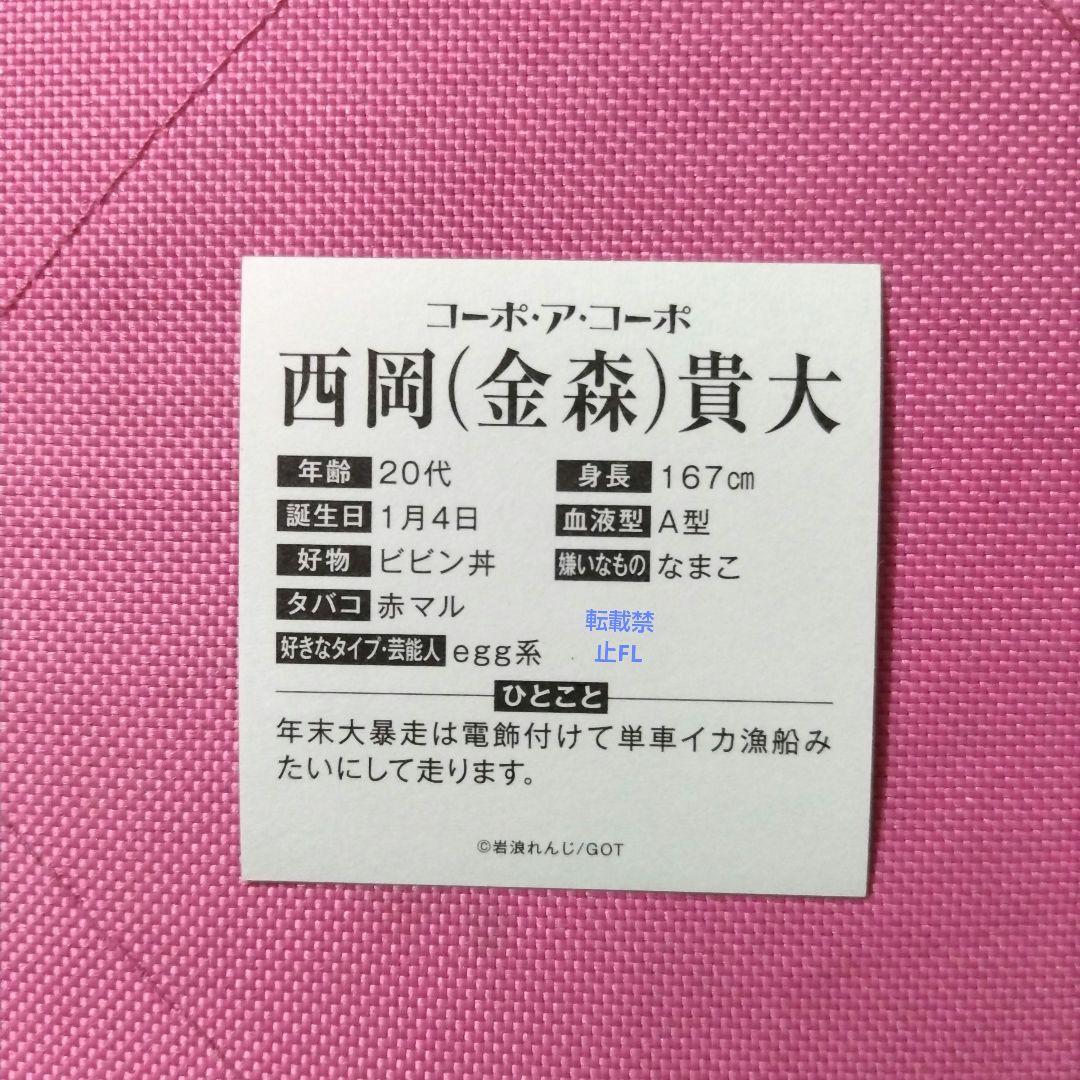 コーポ・ア・コーポ
西岡(金森)貴大
年齢 20代 身長 167㎝
誕生日 1月4日 血液型 A型
好物 ビビン丼 嫌いなもの なまこ
タバコ 赤マル
好きなタイプ・芸能人 egg系
転載禁
止FL
ひとこと
年末大暴走は電飾付けて単車イカ漁船み
たいにして走ります。
©岩浪れんじ/GOT